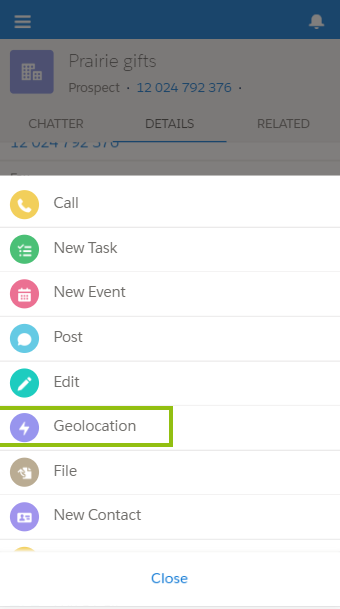 Prairie gifts
Prospect · 12 024 792 376 ·
CHATTER DETAILS RELATED
12 024 792 376
Call
New Task
New Event
Post
Edit
Geolocation
File
New Contact
Close